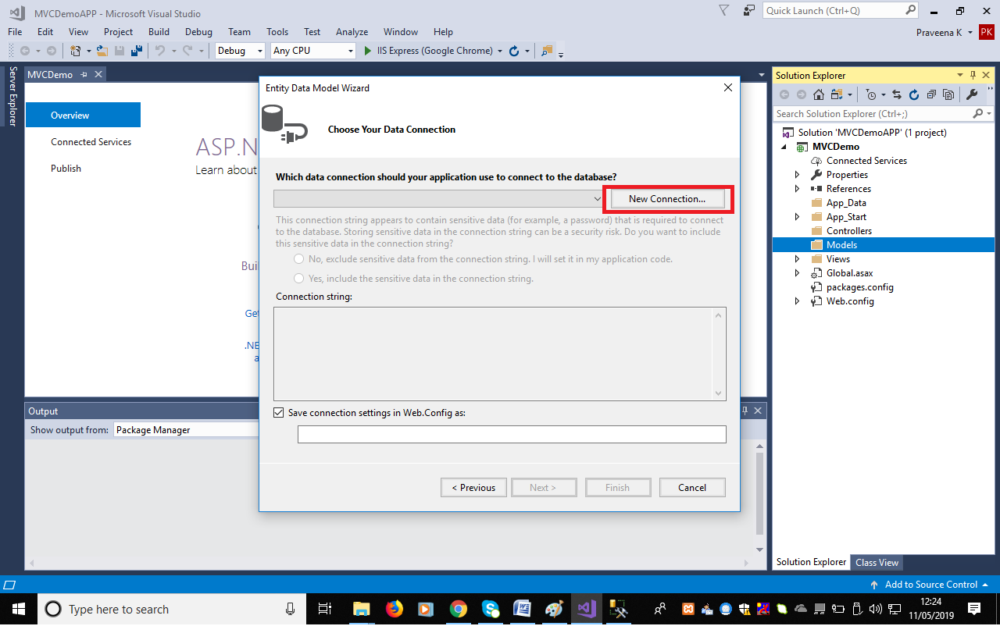 MVCDemoAPP - Microsoft Visual Studio
Quick Launch (Ctrl+Q)
File Edit View Project Build Debug Team Tools Test Analyze Window Help
Praveena K PK
Debug Any CPU IIS Express (Google Chrome)
Server Explorer
MVCDemo
Overview
Connected Services
Publish
ASP.N
Learn about
Buil
Get
.NE
a
Entity Data Model Wizard
Choose Your Data Connection
Which data connection should your application use to connect to the database?
New Connection...
This connection string appears to contain sensitive data (for example, a password) that is required to connect
to the database. Storing sensitive data in the connection string can be a security risk. Do you want to include
this sensitive data in the connection string?
No, exclude sensitive data from the connection string. I will set it in my application code.
Yes, include the sensitive data in the connection string.
Connection string:
Save connection settings in Web.Config as:
< Previous Next > Finish Cancel
Output
Show output from: Package Manager
Solution Explorer
Search Solution Explorer (Ctrl+;)
Solution 'MVCDemoAPP' (1 project)
MVCDemo
Connected Services
Properties
References
App_Data
App_Start
Controllers
Models
Views
Global.asax
packages.config
Web.config
Solution Explorer Class View
Add to Source Control
Type here to search
12:24
11/05/2019